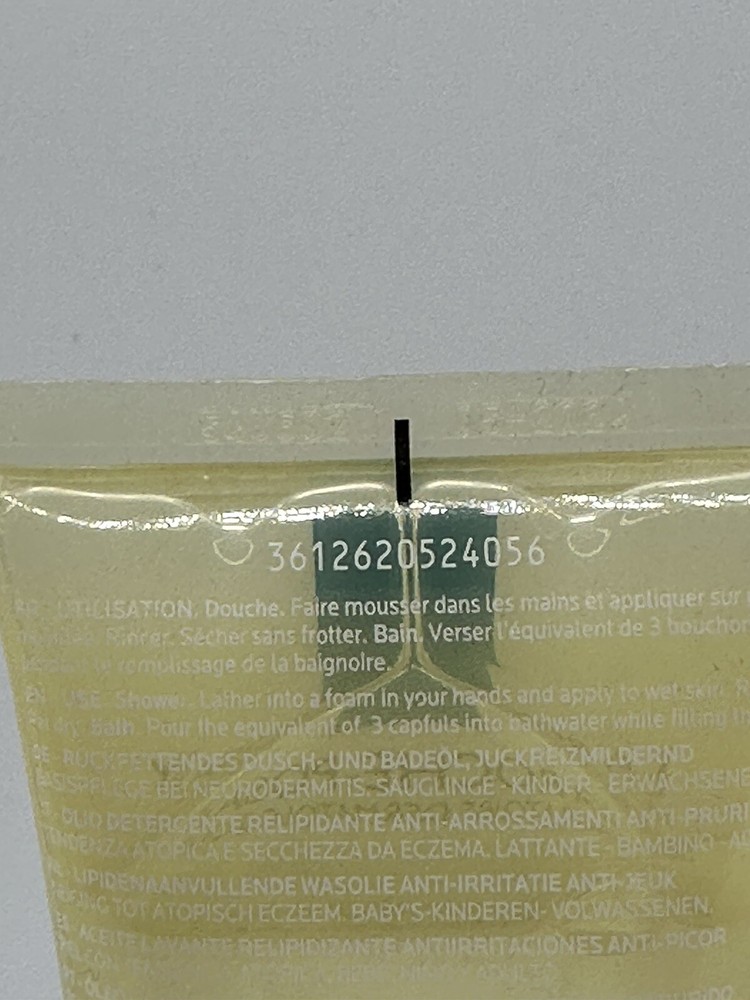 3612620524056
UTILISATION. Douche. Faire mousser dans les mains et appliquer sur
Rincer. Sécher sans frotter. Bain. Verser l'équivalent de 3 bouchon
remplissage de la baignoire.
USE Shower. Lather into a foam in your hands and apply to wet skin.
dry. Bath. Pour the equivalent of 3 capfuls into bathwater while filling
RÜCKFETTENDES DUSCH- UND BADEÖL, JUCKREIZMILDERND
BEI NEURODERMITIS. SÄUGLINGE - KINDER - ERWACHSENE
OLIO DETERGENTE RELIPIDANTE ANTI-ARROSSAMENTI ANTI-PRURI
TENDENZA ATOPICA E SECCHEZZA DA ECZEMA. LATTANTE - BAMBINO -
LIPIDENAANVULLENDE WASOLIE ANTI-IRRITATIE ANTI-JEUK
TOT ATOPISCH ECZEEM. BABY'S-KINDEREN- VOLWASSENEN.
ACEITE LAVANTE RELIPIDIZANTE ANTIIRRITACIONES ANTI-PICOR